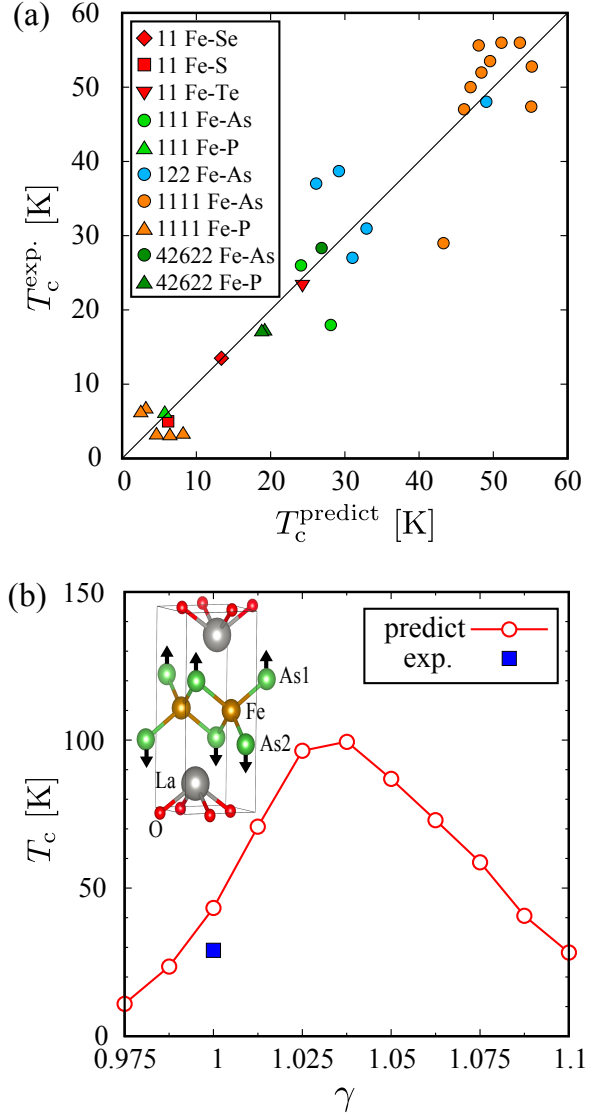 (a)
11 Fe-Se
11 Fe-S
11 Fe-Te
111 Fe-As
111 Fe-P
122 Fe-As
1111 Fe-As
1111 Fe-P
42622 Fe-As
42622 Fe-P
60
50
40
30
20
10
0
T_c^exp. [K]
0 10 20 30 40 50 60
T_c^predict [K]
(b)
predict
exp.
As1
Fe
As2
La
O
150
100
50
0
T_c [K]
0.975 1 1.025 1.05 1.075 1.1
γ